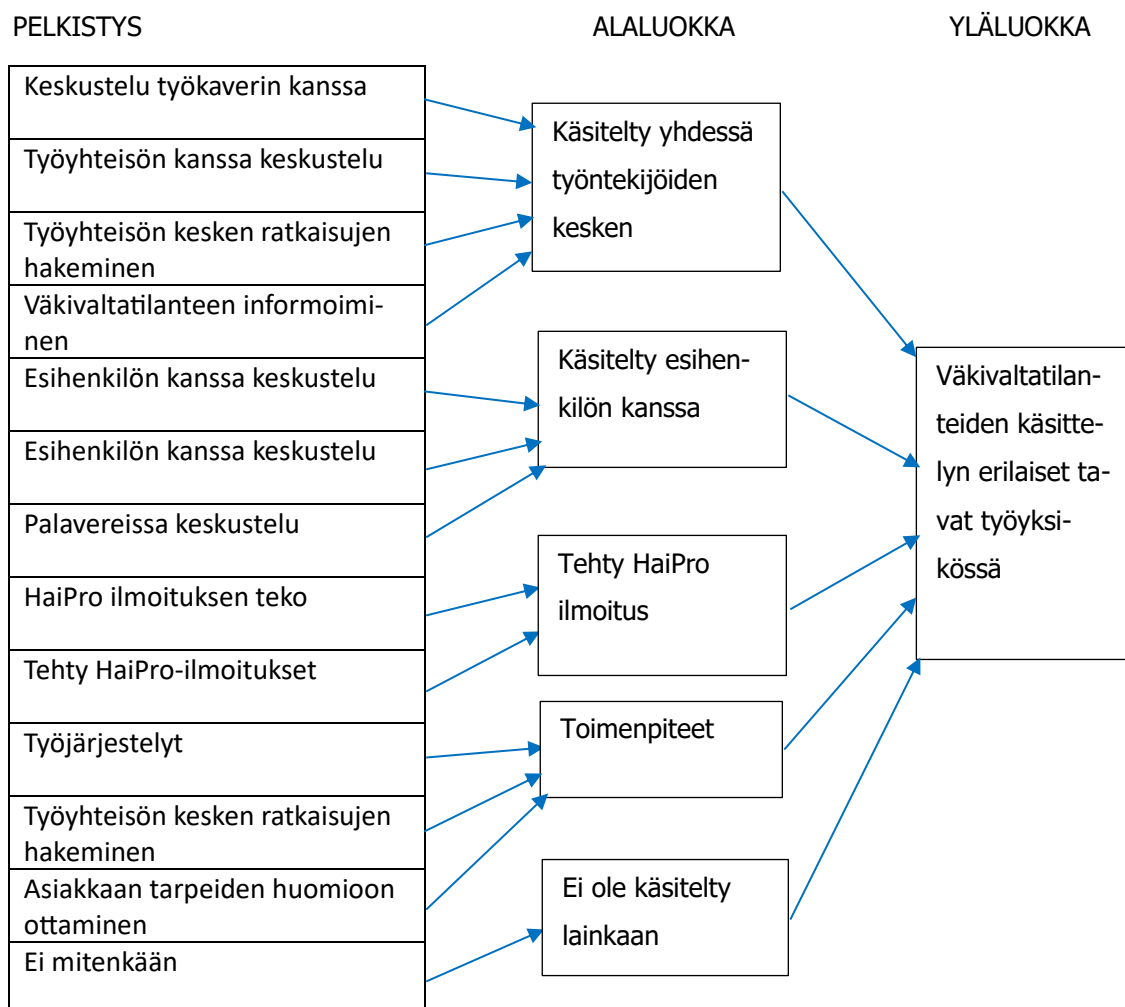 PELKISTYS
ALALUOKKA
YLÄLUOKKA
Keskustelu työkaverin kanssa
Työyhteisön kanssa keskustelu
Työyhteisön kesken ratkaisujen
hakeminen
Väkivaltatilanteen informoimi-
nen
Esihenkilön kanssa keskustelu
Esihenkilön kanssa keskustelu
Palavereissa keskustelu
HaiPro ilmoituksen teko
Tehty HaiPro-ilmoitukset
Työjärjestelyt
Työyhteisön kesken ratkaisujen
hakeminen
Asiakkaan tarpeiden huomioon
ottaminen
Ei mitenkään
Käsitelty yhdessä
työntekijöiden
kesken
Käsitelty esihen-
kilön kanssa
Tehty HaiPro
ilmoitus
Toimenpiteet
Ei ole käsitelty
lainkaan
Väkivaltatilan-
teiden käsitte-
lyn erilaiset ta-
vat työyksi-
kössä